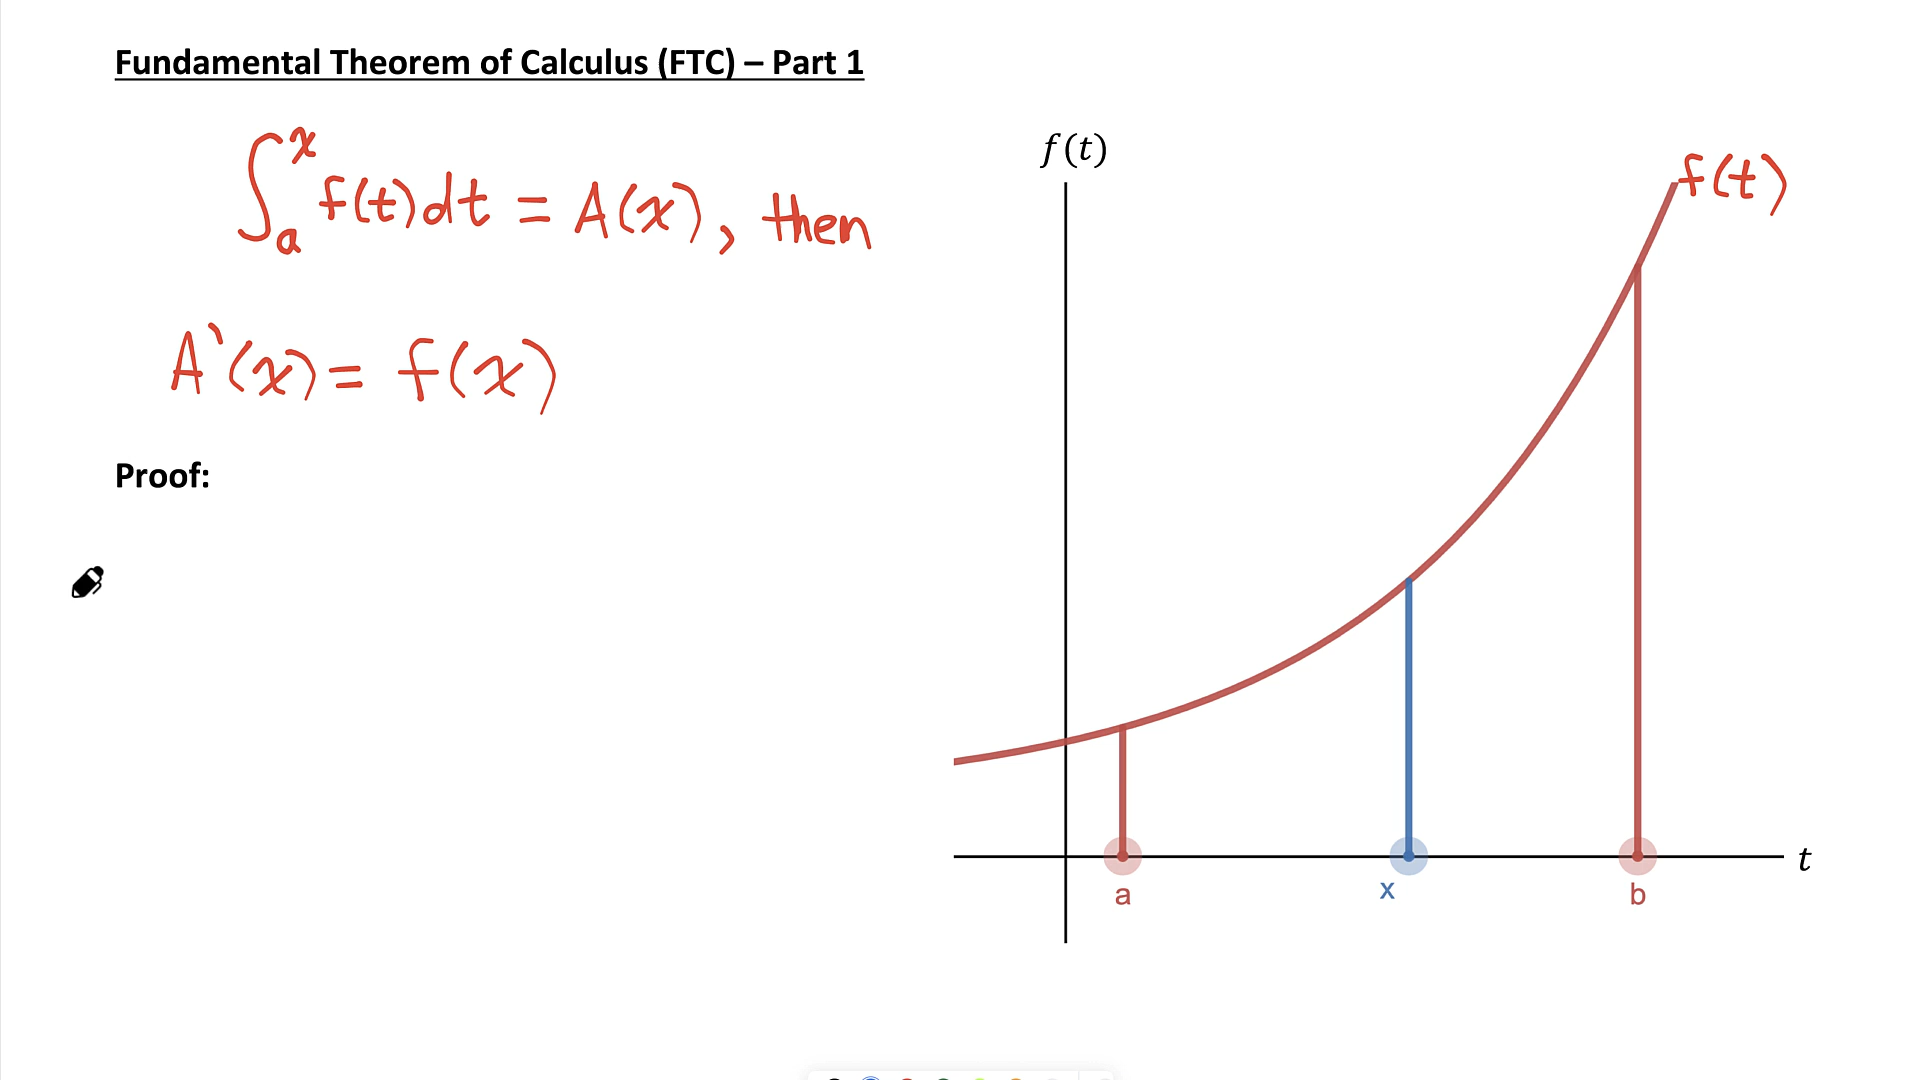 Fundamental Theorem of Calculus (FTC) – Part 1
∫ₐˣ f(t)dt = A(x), then
A'(x) = f(x)
Proof:
f(t)
f(t)
t
a
x
b